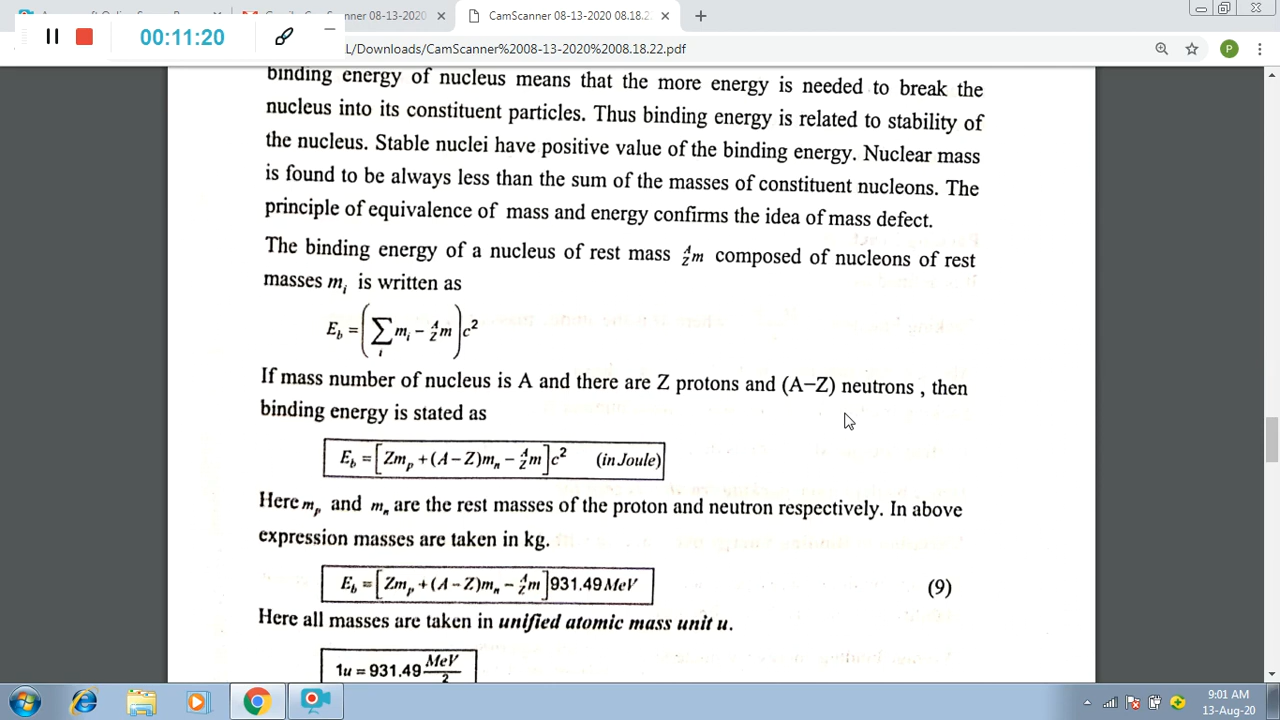 nner 08-13-2020
CamScanner 08-13-2020 08.18.2
00:11:20
L/Downloads/CamScanner%2008-13-2020%2008.18.22.pdf
P
binding energy of nucleus means that the more energy is needed to break the
nucleus into its constituent particles. Thus binding energy is related to stability of
the nucleus. Stable nuclei have positive value of the binding energy. Nuclear mass
is found to be always less than the sum of the masses of constituent nucleons. The
principle of equivalence of mass and energy confirms the idea of mass defect.
The binding energy of a nucleus of rest mass ᴬ_Z m composed of nucleons of rest
masses m_i is written as
E_b = (∑_i m_i − ᴬ_Z m) c²
If mass number of nucleus is A and there are Z protons and (A−Z) neutrons , then
binding energy is stated as
E_b = [Zm_p + (A − Z)m_n − ᴬ_Z m] c² (in Joule)
Here m_p and m_n are the rest masses of the proton and neutron respectively. In above
expression masses are taken in kg.
E_b = [Zm_p + (A − Z)m_n − ᴬ_Z m] 931.49 MeV (9)
Here all masses are taken in unified atomic mass unit u.
1u = 931.49 MeV/2
9:01 AM
13-Aug-20